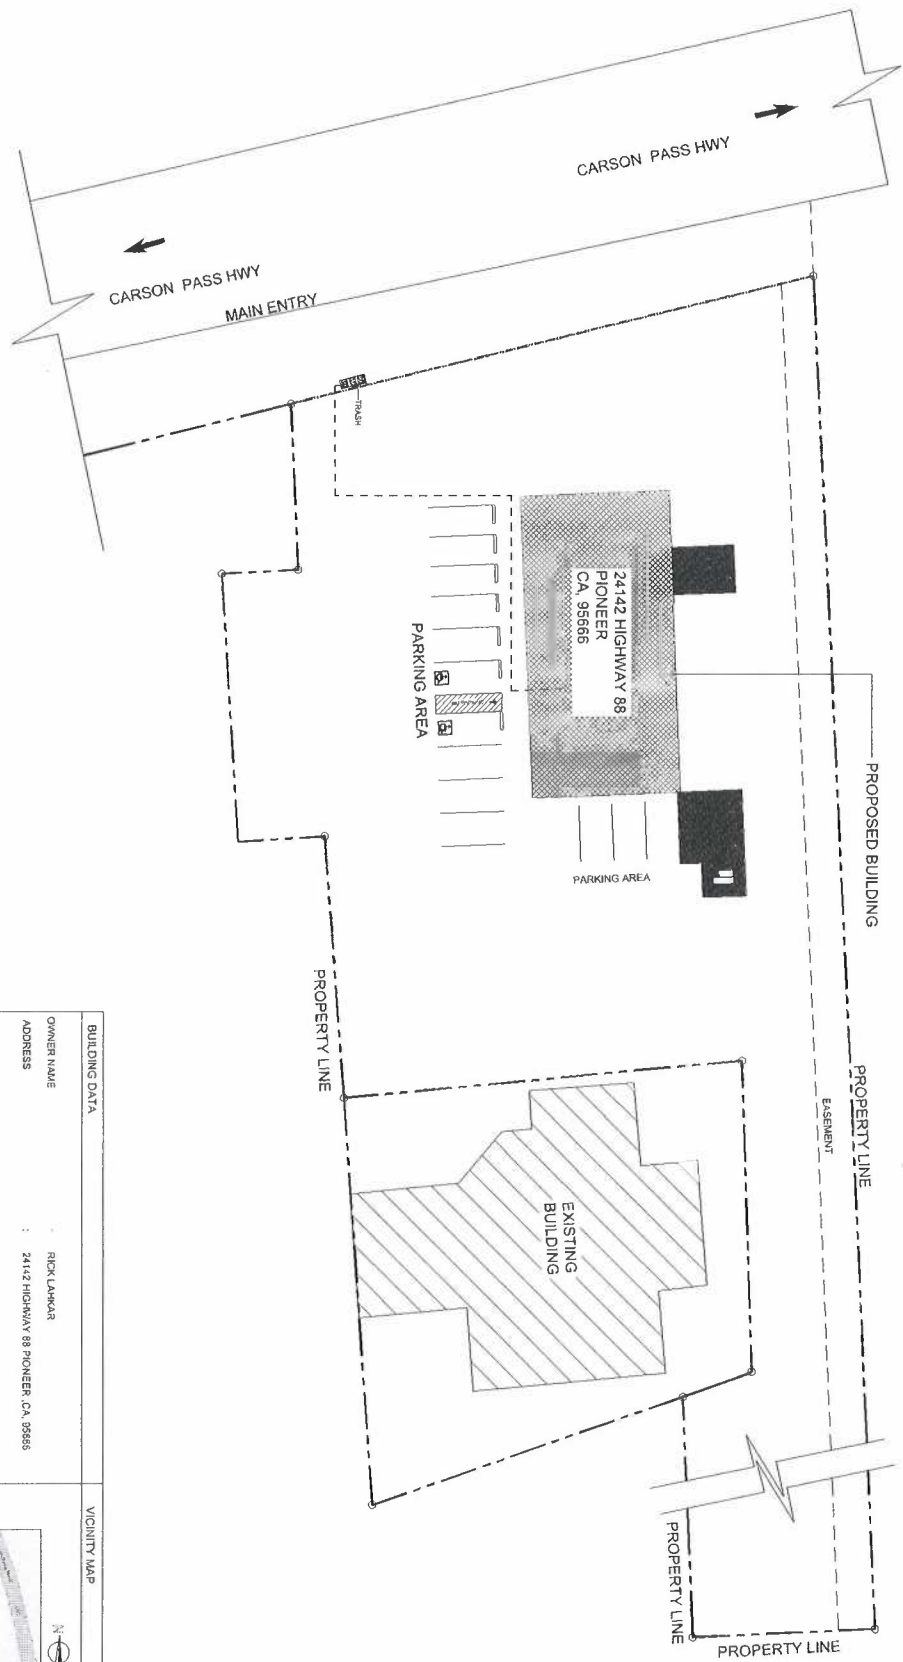 CARSON PASS HWY
CARSON PASS HWY
MAIN ENTRY
TRASH
24142 HIGHWAY 88
PIONEER
CA, 95666
PARKING AREA
PARKING AREA
PROPOSED BUILDING
PROPERTY LINE
EASEMENT
PROPERTY LINE
EXISTING
BUILDING
PROPERTY LINE
PROPERTY LINE
BUILDING DATA
OWNER NAME : RICK LAHKAR
ADDRESS : 24142 HIGHWAY 88 PIONEER ,CA, 95666
VICINITY MAP
N